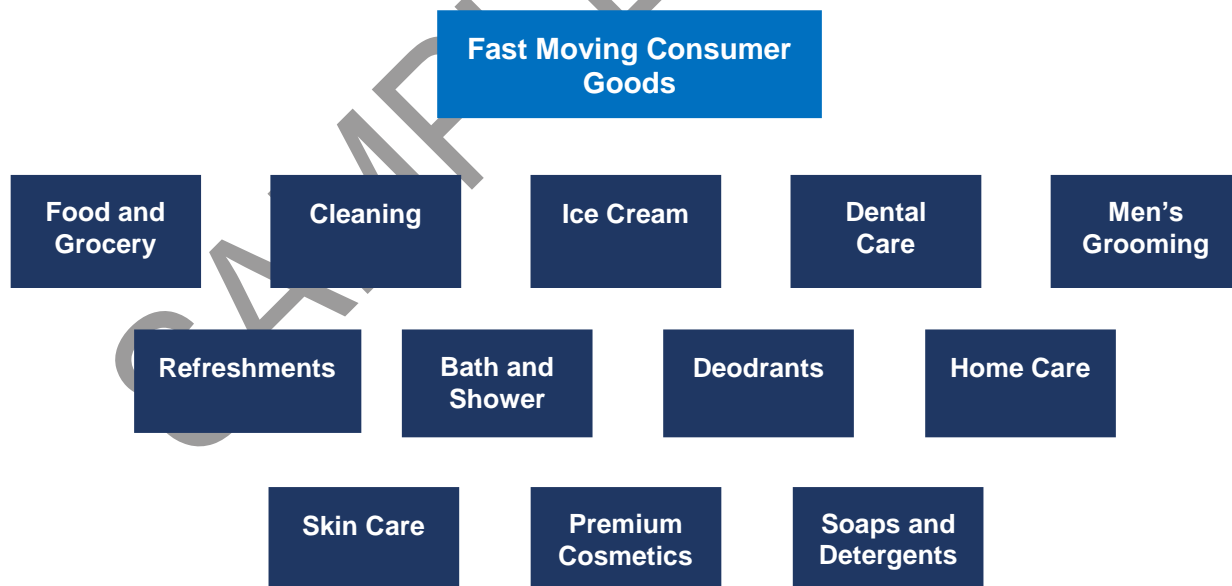 Fast Moving Consumer
Goods
Food and
Grocery
Cleaning
Ice Cream
Dental
Care
Men’s
Grooming
Refreshments
Bath and
Shower
Deodrants
Home Care
Skin Care
Premium
Cosmetics
Soaps and
Detergents